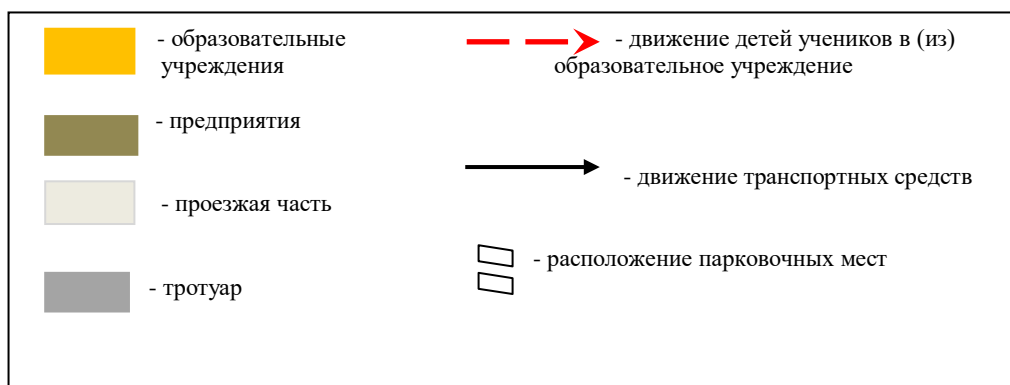 - образовательные
учреждения
- предприятия
- проезжая часть
- тротуар
- движение детей учеников в (из)
образовательное учреждение
- движение транспортных средств
- расположение парковочных мест